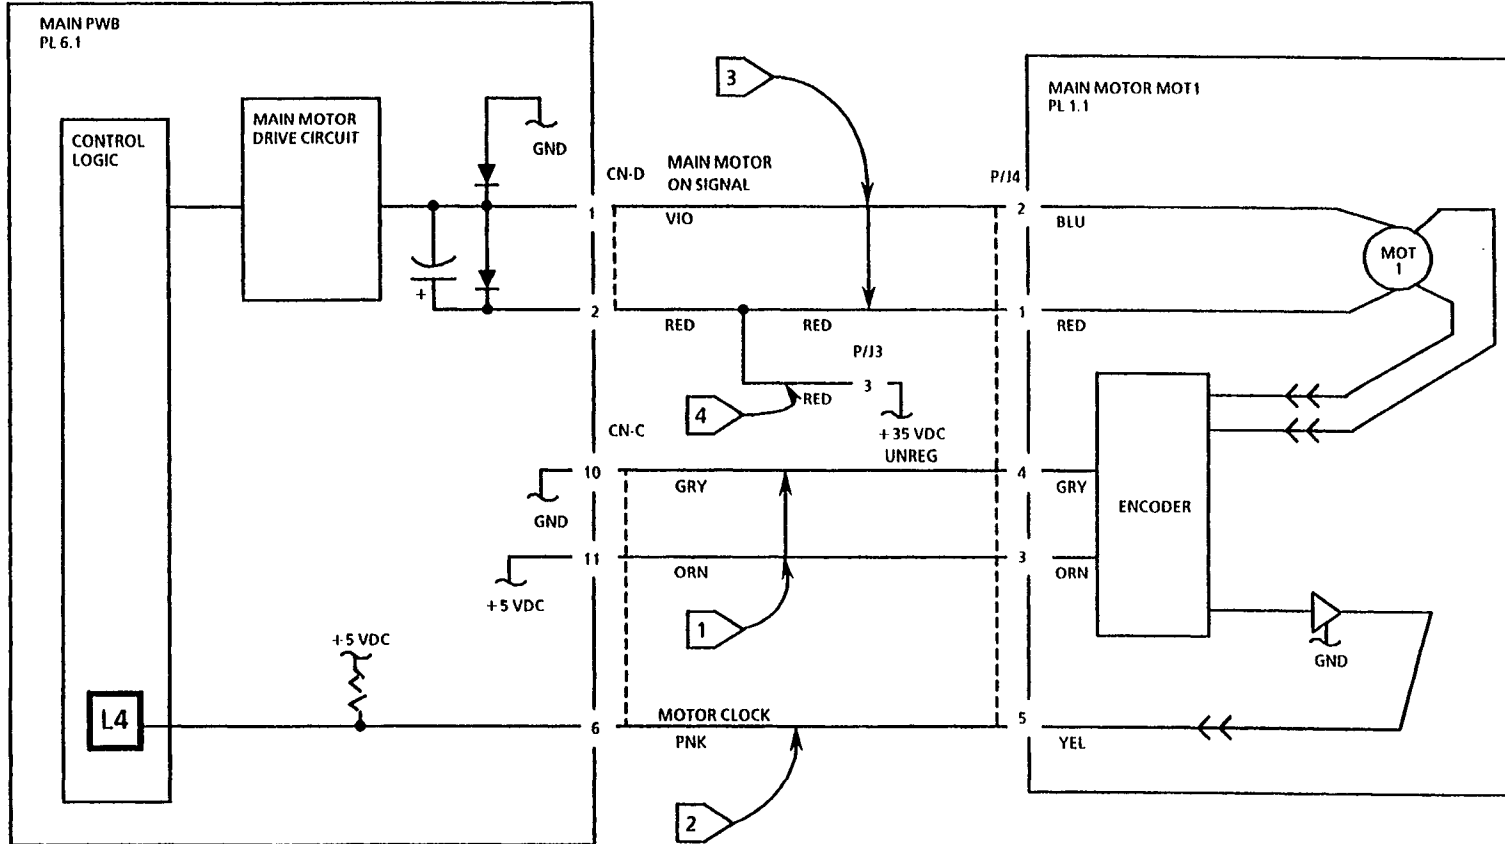 MAIN PWB
PL 6.1
CONTROL
LOGIC
MAIN MOTOR
DRIVE CIRCUIT
GND
+
L4
+5 VDC
GND
+5 VDC
CN-D
1
2
MAIN MOTOR
ON SIGNAL
VIO
RED
RED
P/J3
3
RED
+35 VDC
UNREG
3
4
CN-C
10
GRY
11
ORN
1
6
MOTOR CLOCK
PNK
2
P/J4
2
1
4
3
5
MAIN MOTOR MOT1
PL 1.1
BLU
MOT
1
RED
GRY
ENCODER
ORN
GND
YEL